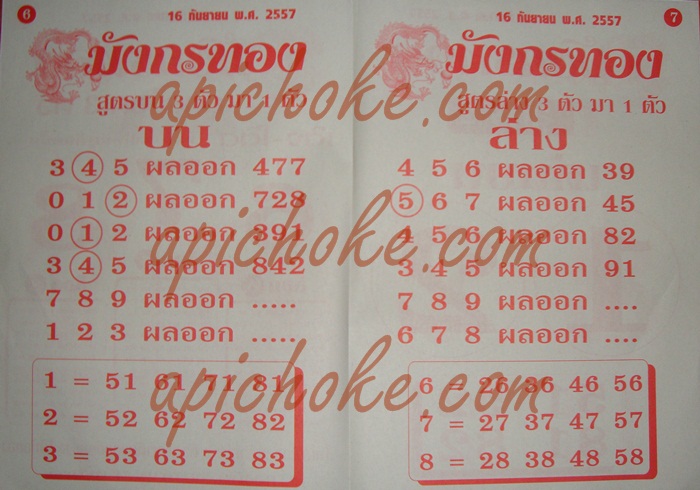 6
16 กันยายน พ.ศ. 2557
มังกรทอง
สูตรบน 3 ตัว มา 1 ตัว
บน
3 4 5 ผลออก 477
0 1 2 ผลออก 728
0 1 2 ผลออก 391
3 4 5 ผลออก 842
7 8 9 ผลออก .....
1 2 3 ผลออก .....
1 = 51 61 71 81
2 = 52 62 72 82
3 = 53 63 73 83
16 กันยายน พ.ศ. 2557
7
มังกรทอง
สูตรล่าง 3 ตัว มา 1 ตัว
ล่าง
4 5 6 ผลออก 39
5 6 7 ผลออก 45
4 5 6 ผลออก 82
3 4 5 ผลออก 91
7 8 9 ผลออก ....
6 7 8 ผลออก ....
6 = 26 36 46 56
7 = 27 37 47 57
8 = 28 38 48 58
apichoke.com
apichoke.com
apichoke.com